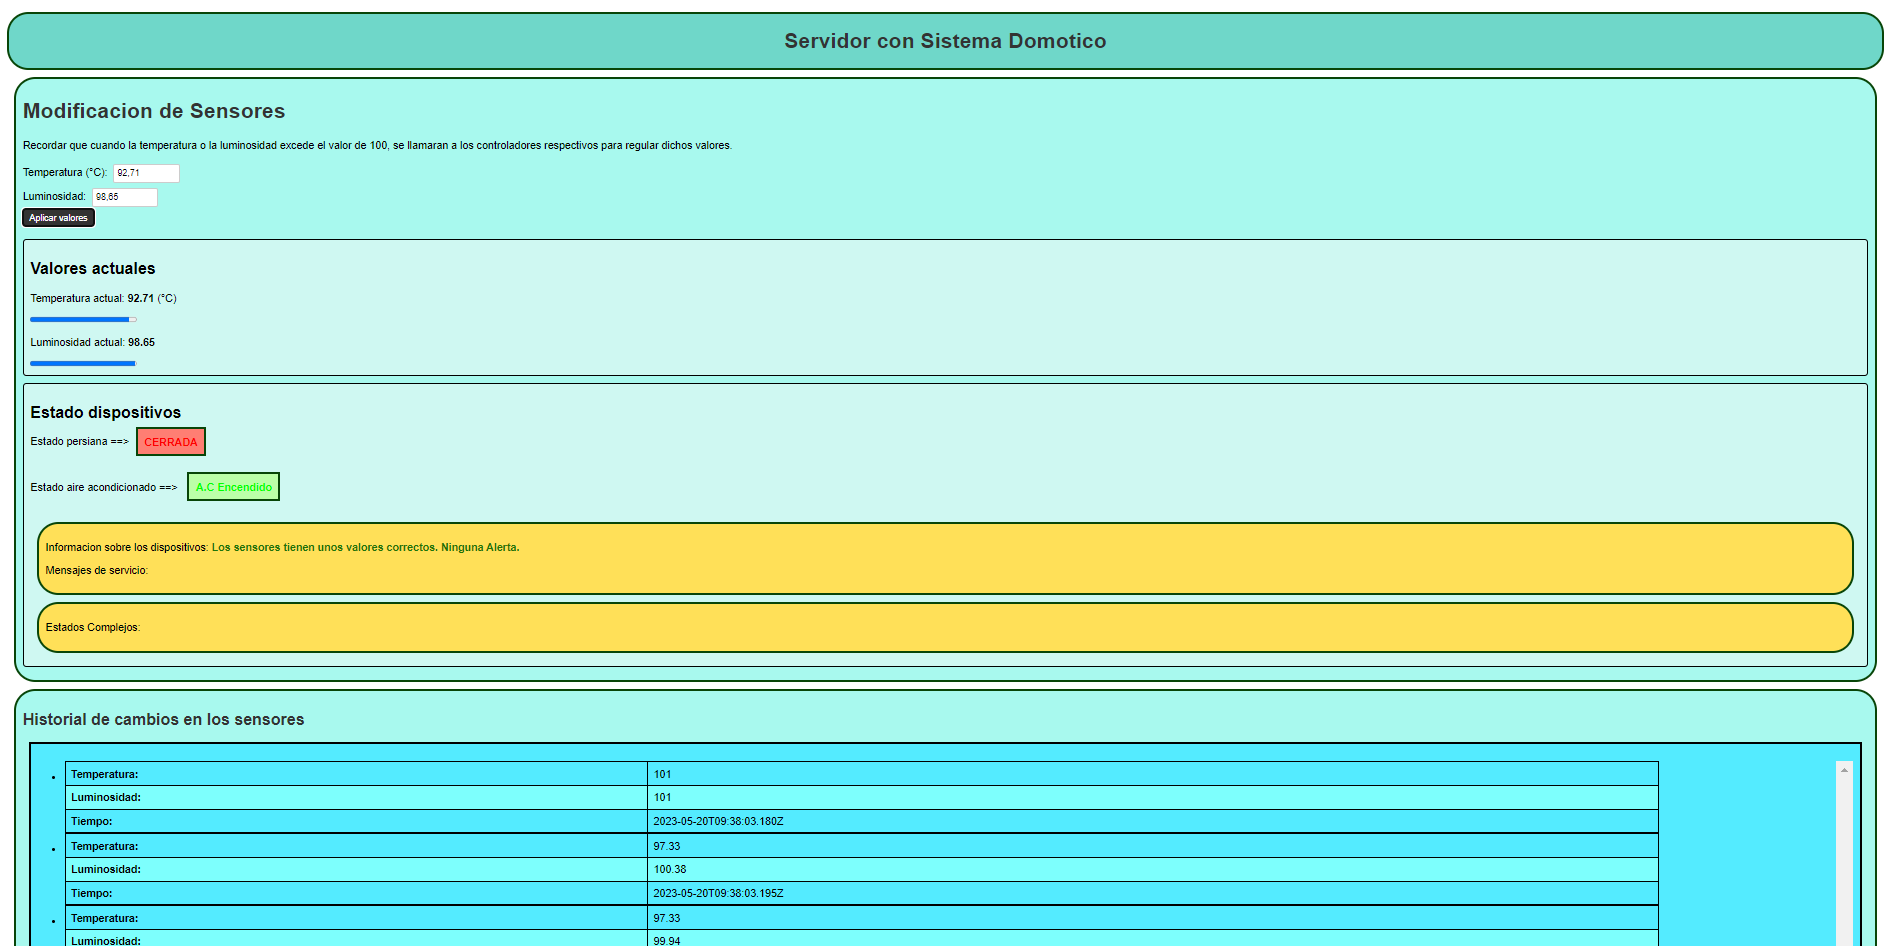 Servidor con Sistema Domotico
Modificacion de Sensores
Recordar que cuando la temperatura o la luminosidad excede el valor de 100, se llamaran a los controladores respectivos para regular dichos valores.
Temperatura (°C): 92,71
Luminosidad: 98,65
Aplicar valores
Valores actuales
Temperatura actual: 92.71 (°C)
Luminosidad actual: 98.65
Estado dispositivos
Estado persiana ==> CERRADA
Estado aire acondicionado ==> A.C Encendido
Informacion sobre los dispositivos: Los sensores tienen unos valores correctos. Ninguna Alerta.
Mensajes de servicio:
Estados Complejos:
Historial de cambios en los sensores
Temperatura: 101
Luminosidad: 101
Tiempo: 2023-05-20T09:38:03.180Z
Temperatura: 97.33
Luminosidad: 100.38
Tiempo: 2023-05-20T09:38:03.195Z
Temperatura: 97.33
Luminosidad: 99.94